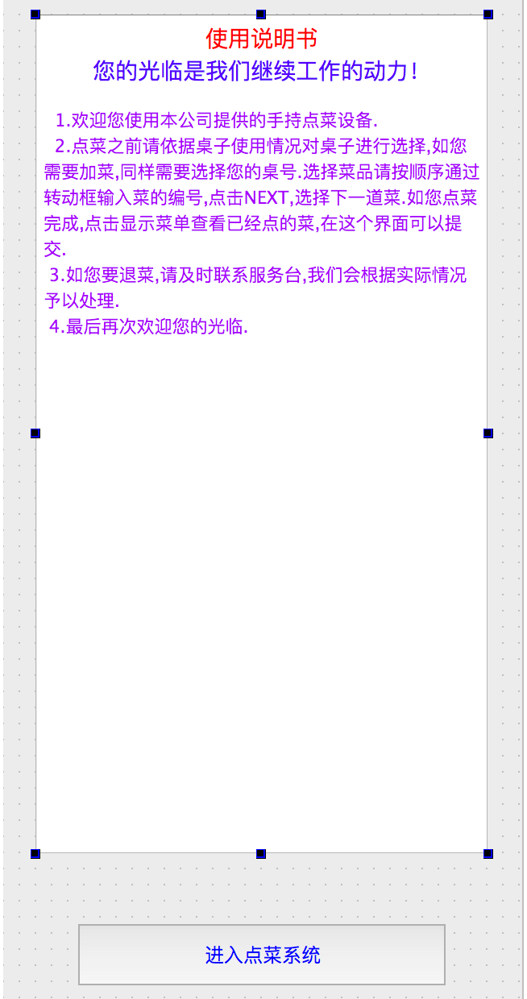 使用说明书
您的光临是我们继续工作的动力！
1.欢迎您使用本公司提供的手持点菜设备.
2.点菜之前请依据桌子使用情况对桌子进行选择,如您
需要加菜,同样需要选择您的桌号.选择菜品请按顺序通过
转动框输入菜的编号,点击NEXT,选择下一道菜.如您点菜
完成,点击显示菜单查看已经点的菜,在这个界面可以提
交.
3.如您要退菜,请及时联系服务台,我们会根据实际情况
予以处理.
4.最后再次欢迎您的光临.
进入点菜系统